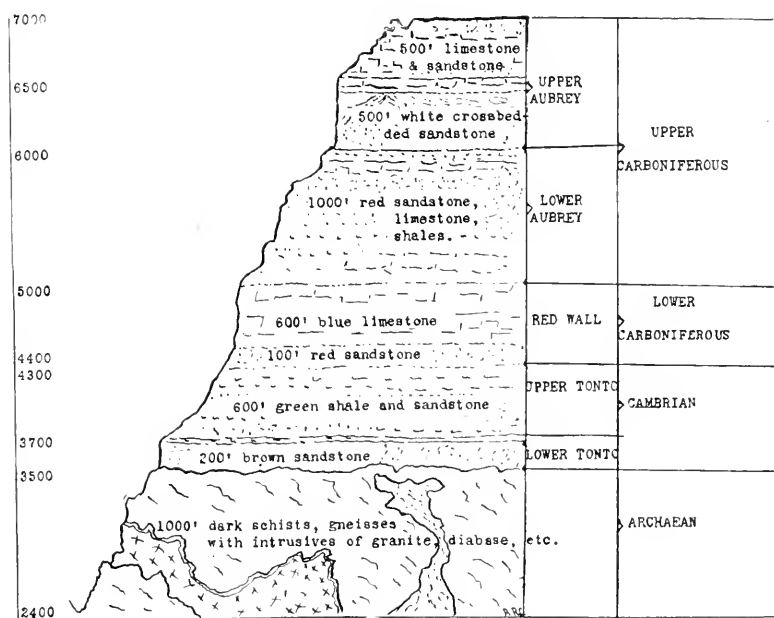 7000
500' limestone
& sandstone
6500
UPPER
AUBREY
500' white crossbed-
ded sandstone
6000
UPPER
CARBONIFEROUS
1000' red sandstone,
limestone,
shales.
LOWER
AUBREY
5000
LOWER
CARBONIFEROUS
600' blue limestone
RED WALL
100' red sandstone
4400
4300
UPPER TONTO
600' green shale and sandstone
CAMBRIAN
3700
200' brown sandstone
LOWER TONTO
3500
1000' dark schists, gneisses
with intrusives of granite, diabase, etc.
ARCHAEAN
2400